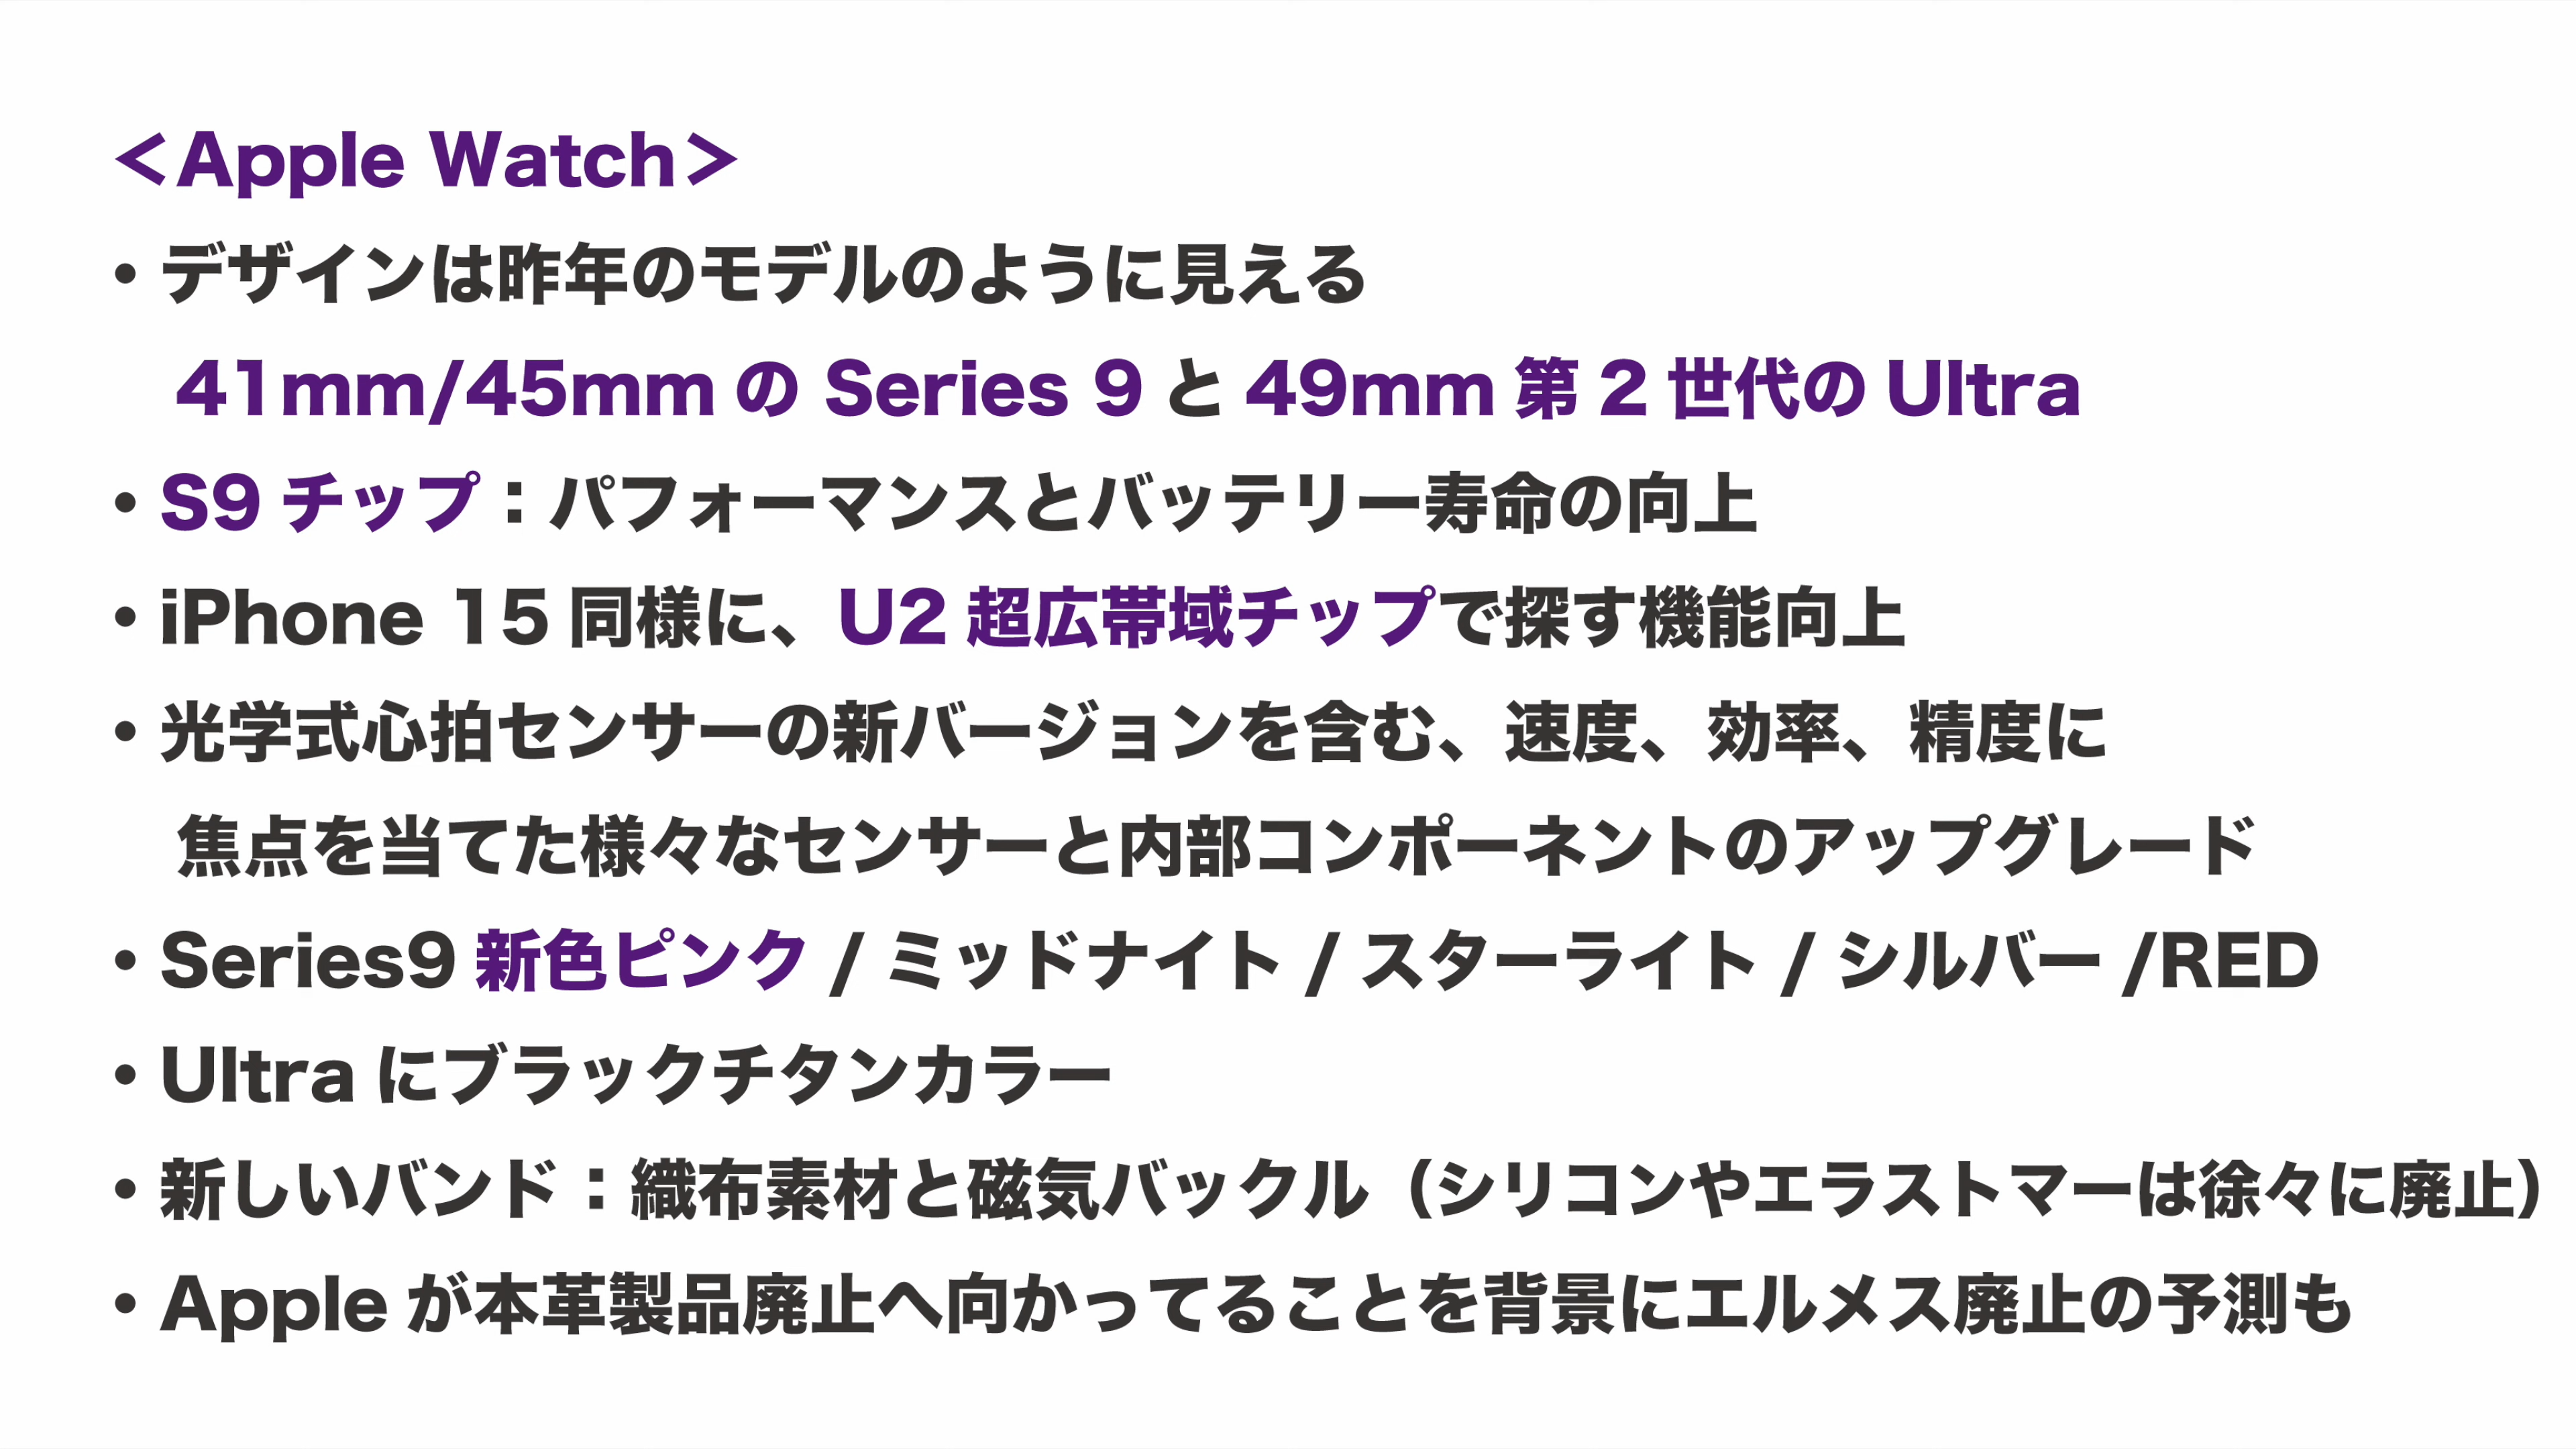 ＜Apple Watch＞
・デザインは昨年のモデルのように見える
41mm/45mm の Series 9 と 49mm 第 2 世代の Ultra
・S9 チップ：パフォーマンスとバッテリー寿命の向上
・iPhone 15 同様に、U2 超広帯域チップで探す機能向上
・光学式心拍センサーの新バージョンを含む、速度、効率、精度に
焦点を当てた様々なセンサーと内部コンポーネントのアップグレード
・Series9 新色ピンク / ミッドナイト / スターライト / シルバー /RED
・Ultra にブラックチタンカラー
・新しいバンド：織布素材と磁気バックル（シリコンやエラストマーは徐々に廃止）
・Apple が本革製品廃止へ向かってることを背景にエルメス廃止の予測も